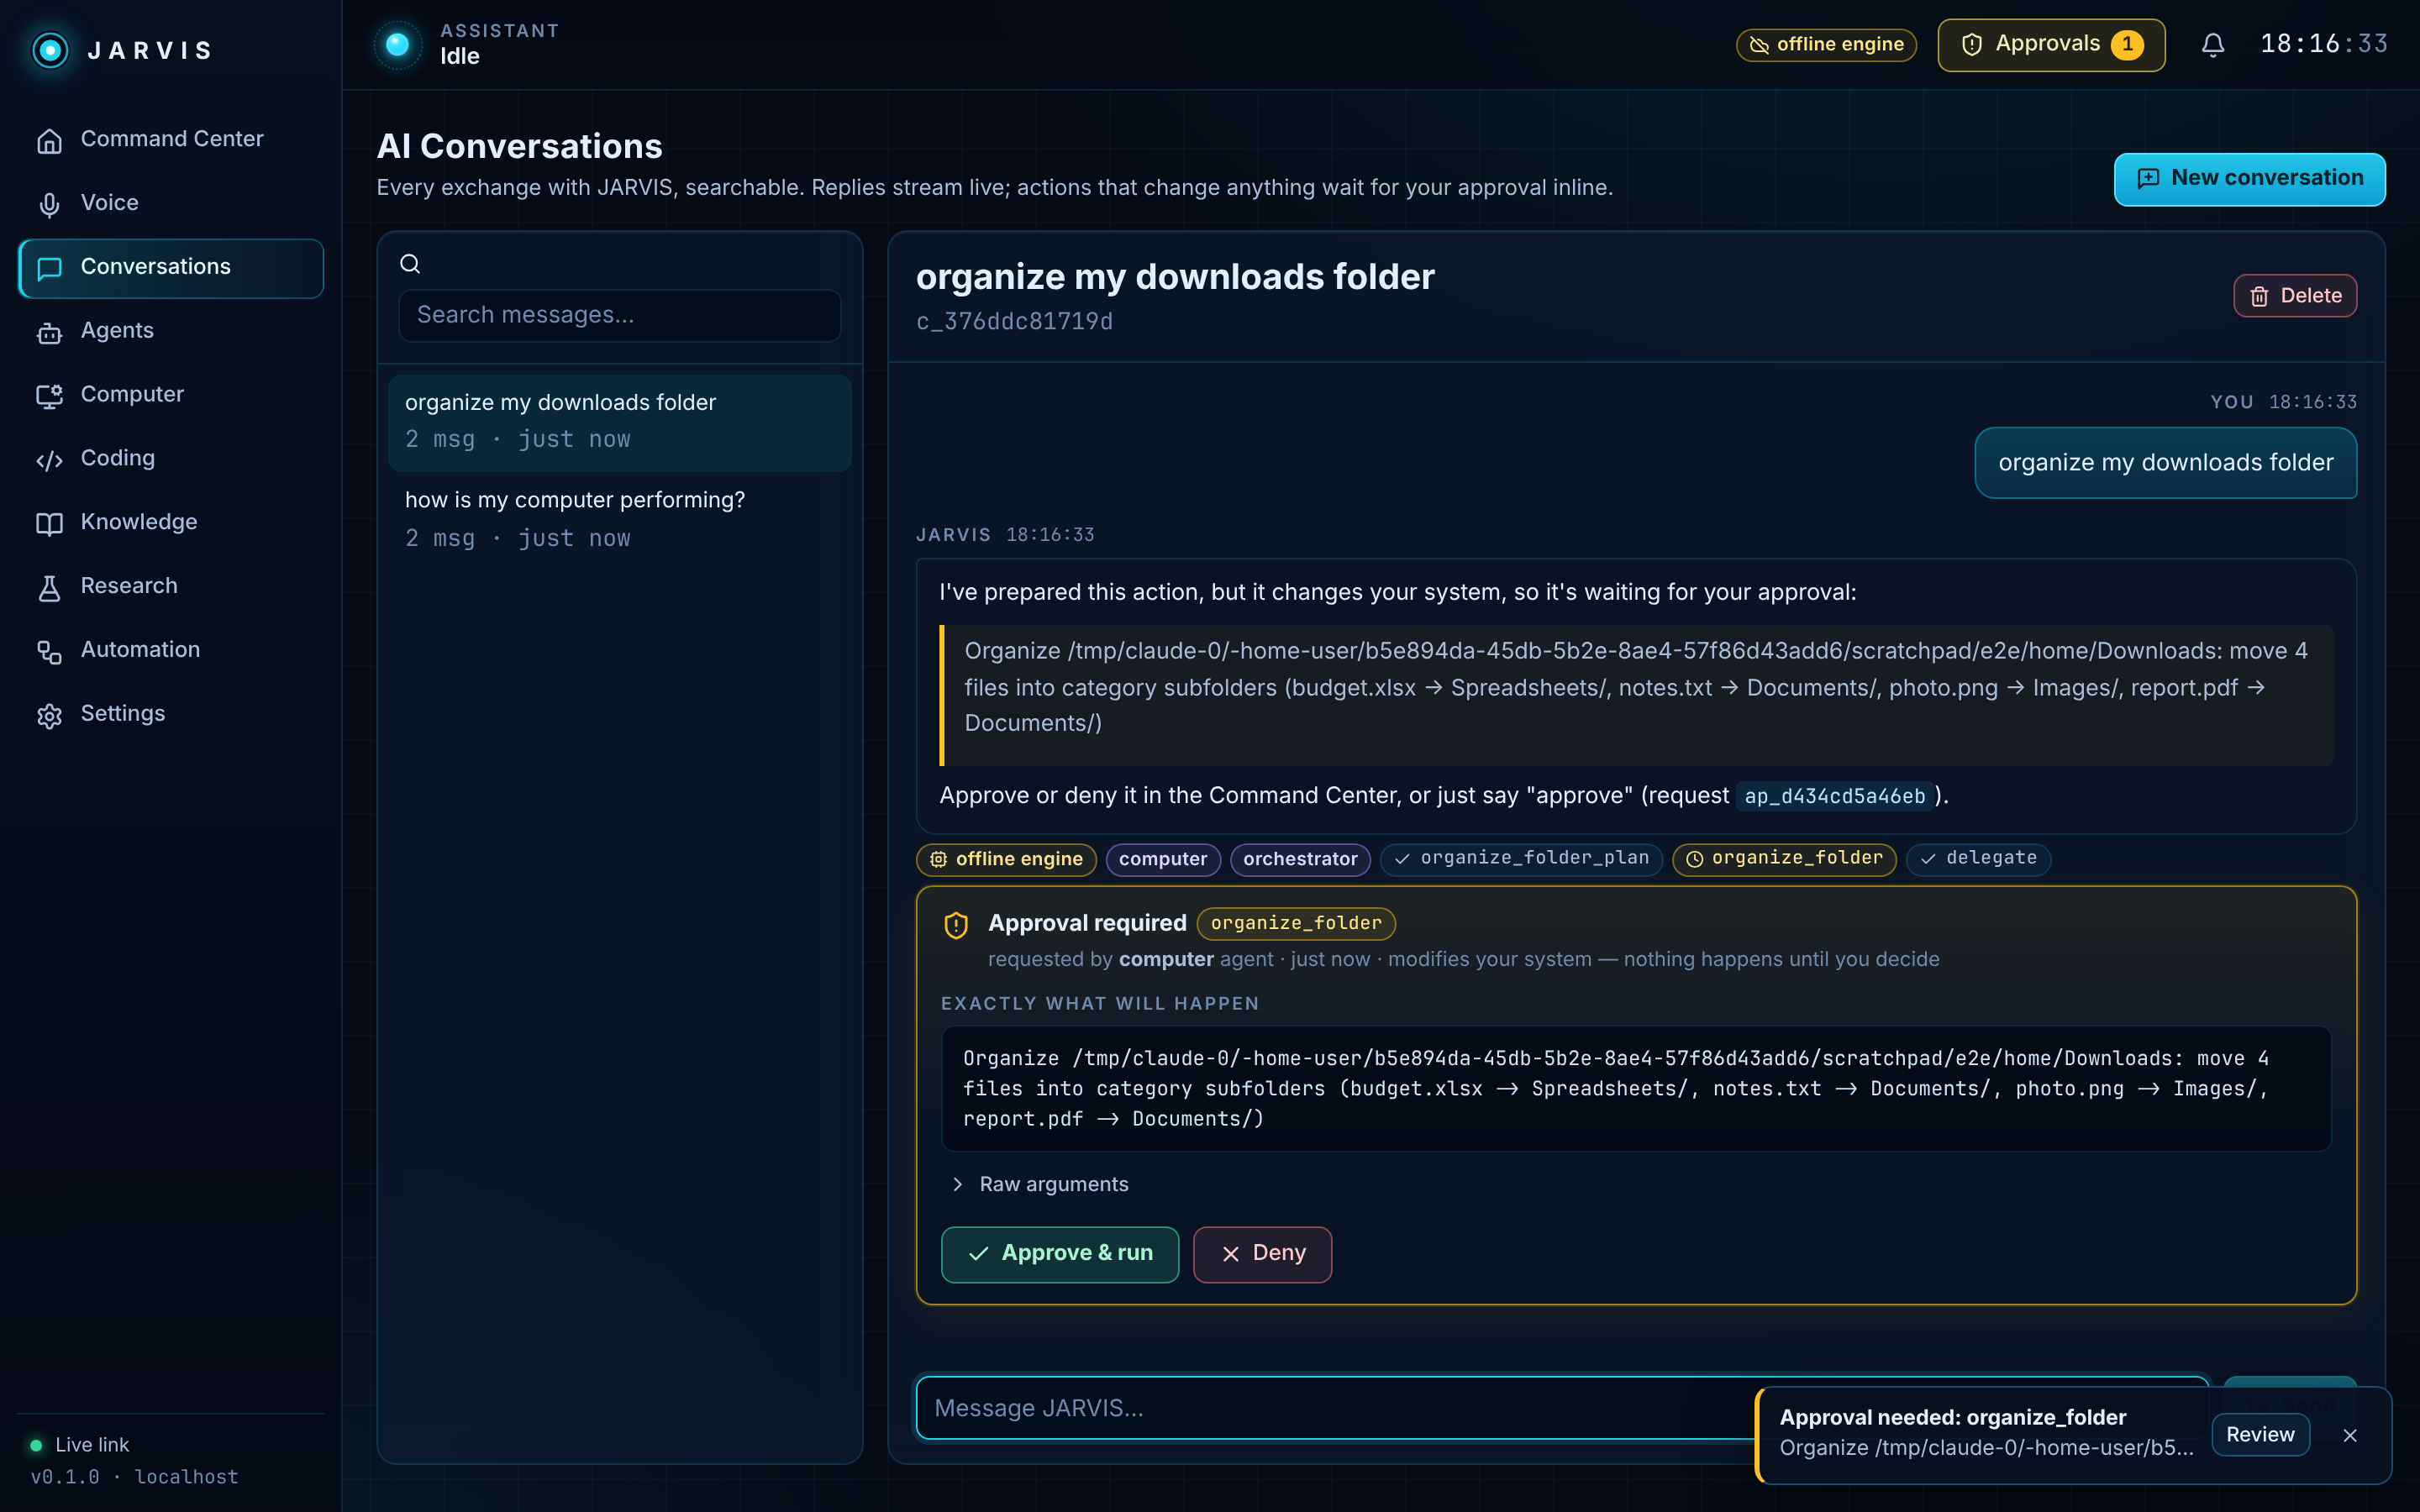 JARVIS
Command Center
Voice
Conversations
Agents
Computer
Coding
Knowledge
Research
Automation
Settings
Live link
v0.1.0 · localhost
ASSISTANT
Idle
offline engine
Approvals 1
18:16:33
AI Conversations
Every exchange with JARVIS, searchable. Replies stream live; actions that change anything wait for your approval inline.
New conversation
Search messages...
organize my downloads folder
2 msg · just now
how is my computer performing?
2 msg · just now
organize my downloads folder
c_376ddc81719d
Delete
YOU 18:16:33
organize my downloads folder
JARVIS 18:16:33
I've prepared this action, but it changes your system, so it's waiting for your approval:
Organize /tmp/claude-0/-home-user/b5e894da-45db-5b2e-8ae4-57f86d43add6/scratchpad/e2e/home/Downloads: move 4
files into category subfolders (budget.xlsx → Spreadsheets/, notes.txt → Documents/, photo.png → Images/, report.pdf →
Documents/)
Approve or deny it in the Command Center, or just say "approve" (request ap_d434cd5a46eb).
offline engine computer orchestrator organize_folder_plan organize_folder delegate
Approval required organize_folder
requested by computer agent · just now · modifies your system — nothing happens until you decide
EXACTLY WHAT WILL HAPPEN
Organize /tmp/claude-0/-home-user/b5e894da-45db-5b2e-8ae4-57f86d43add6/scratchpad/e2e/home/Downloads: move 4
files into category subfolders (budget.xlsx → Spreadsheets/, notes.txt → Documents/, photo.png → Images/,
report.pdf → Documents/)
Raw arguments
Approve & run
Deny
Message JARVIS...
Approval needed: organize_folder
Organize /tmp/claude-0/-home-user/b5...
Review